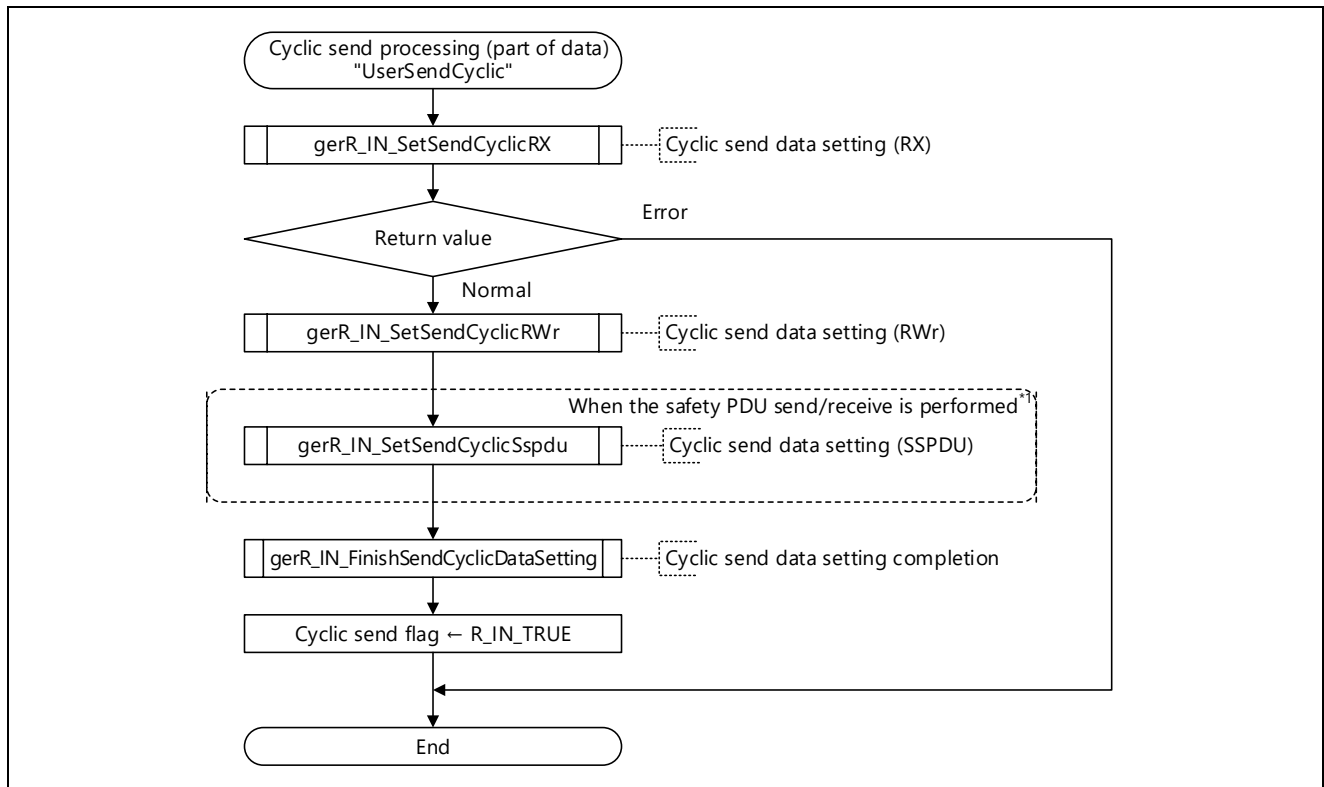 Cyclic send processing (part of data)
"UserSendCyclic"
gerR_IN_SetSendCyclicRX
Cyclic send data setting (RX)
Error
Return value
Normal
gerR_IN_SetSendCyclicRWr
Cyclic send data setting (RWr)
When the safety PDU send/receive is performed*1
gerR_IN_SetSendCyclicSspdu
Cyclic send data setting (SSPDU)
gerR_IN_FinishSendCyclicDataSetting
Cyclic send data setting completion
Cyclic send flag ← R_IN_TRUE
End